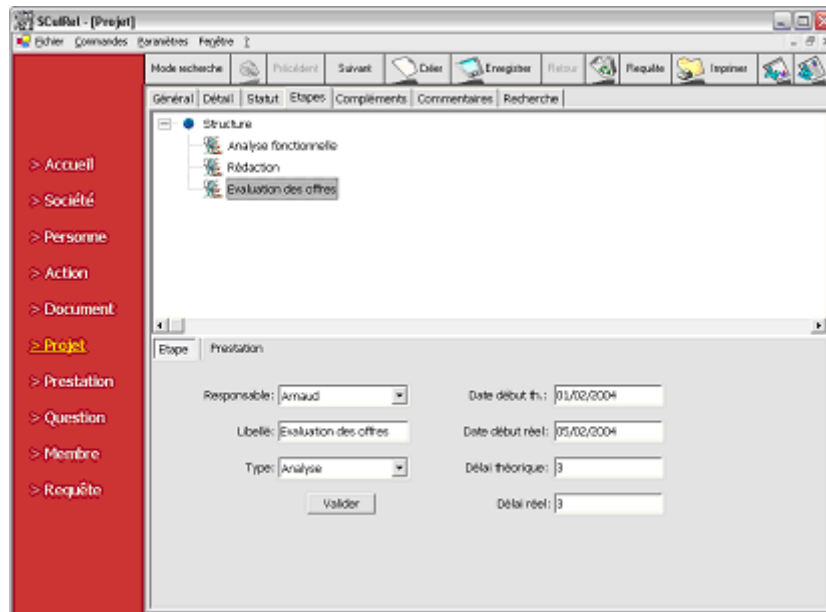 SCulRel - [Projet]
Fichier Commandes Paramètres Fenêtre ?
Mode recherche Précédent Suivant Créer Enregistrer Retour Requête Imprimer
Général Détail Statut Etapes Compléments Commentaires Recherche
Structure
Analyse fonctionnelle
Rédaction
Evaluation des offres
> Accueil
> Société
> Personne
> Action
> Document
> Projet
> Prestation
> Question
> Membre
> Requête
Etape Prestation
Responsable: Arnaud Date début th.: 01/02/2004
Libellé: Evaluation des offres Date début réel: 05/02/2004
Type: Analyse Délai théorique: 3
Valider Délai réel: 3